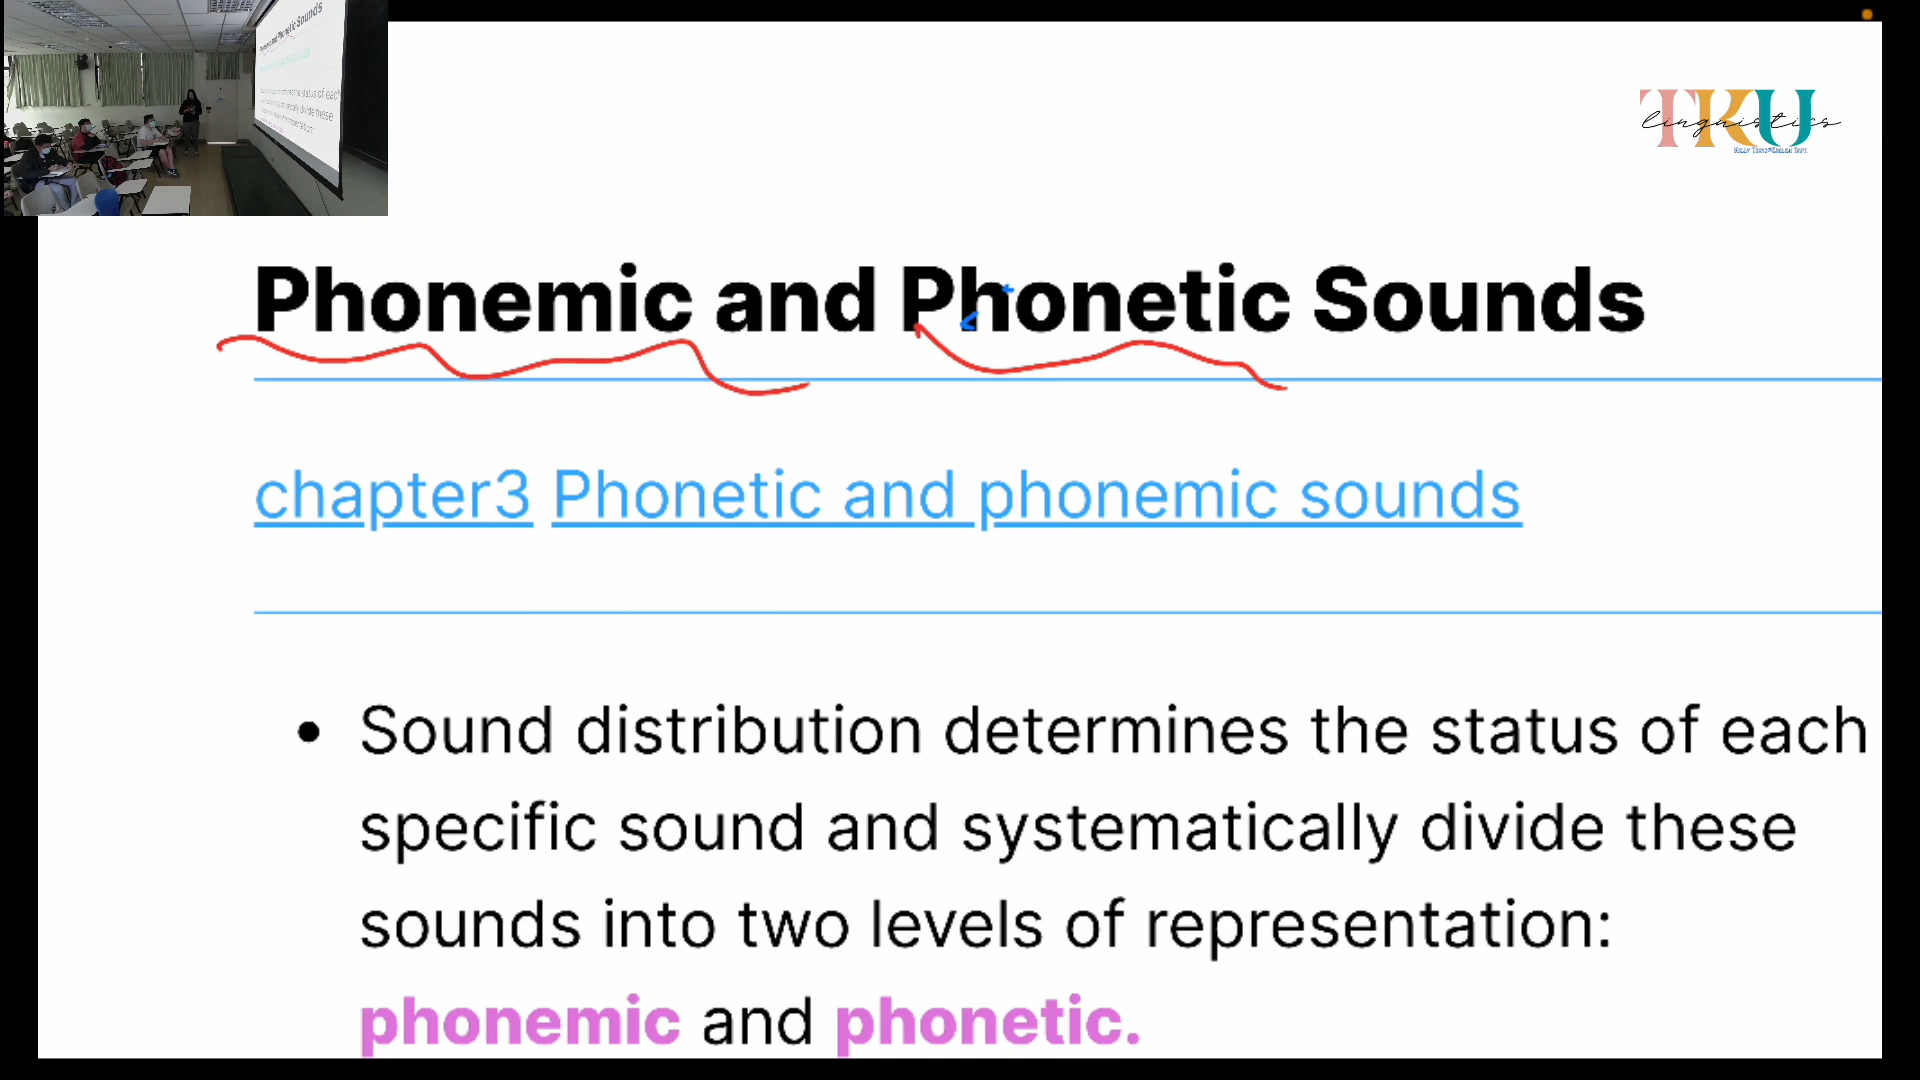 TKU
linguistics
Phonemic and Phonetic Sounds
chapter3 Phonetic and phonemic sounds
• Sound distribution determines the status of each
specific sound and systematically divide these
sounds into two levels of representation:
phonemic and phonetic.